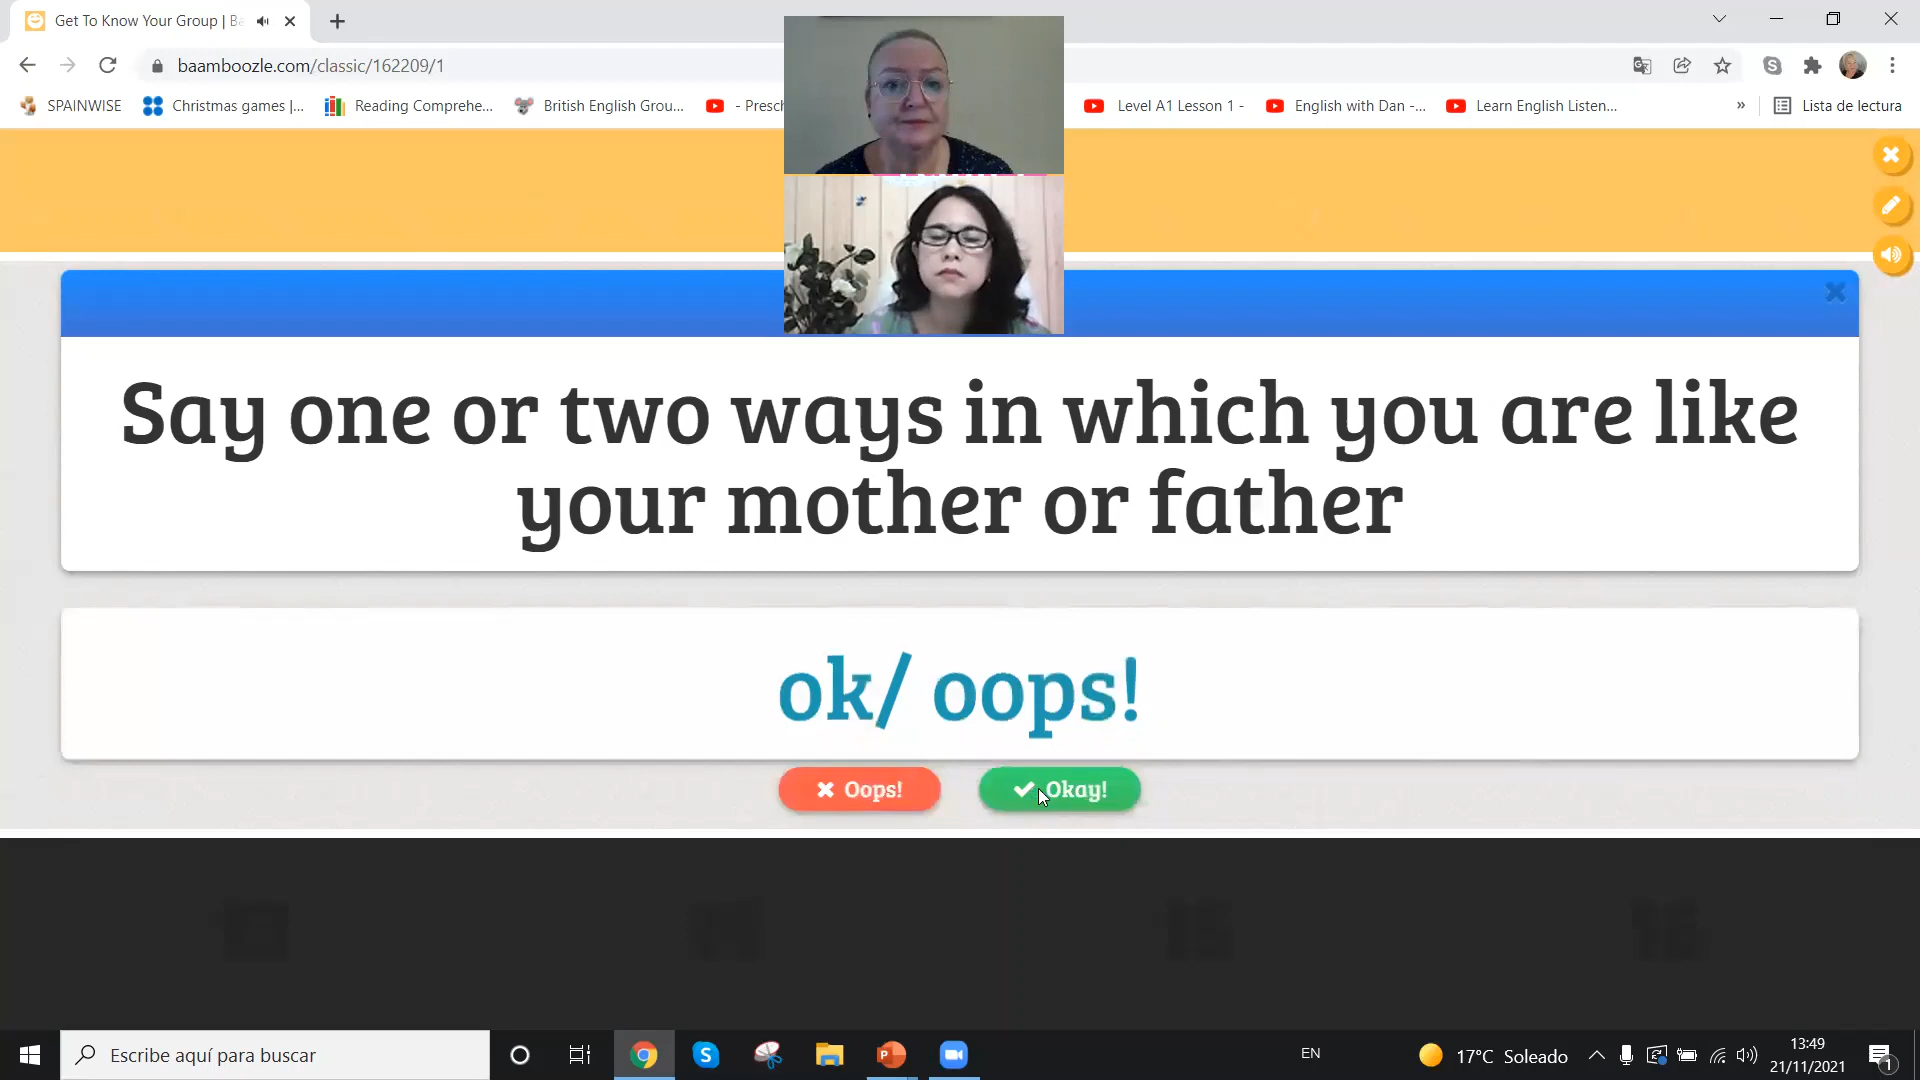 Get To Know Your Group | Ba
baamboozle.com/classic/162209/1
SPAINWISE
Christmas games |...
Reading Comprehe...
British English Grou...
- Presch
Level A1 Lesson 1 -
English with Dan -...
Learn English Listen...
»
Lista de lectura
Say one or two ways in which you are like
your mother or father
ok/ oops!
Oops!
Okay!
Escribe aquí para buscar
EN
17°C Soleado
13:49
21/11/2021
1